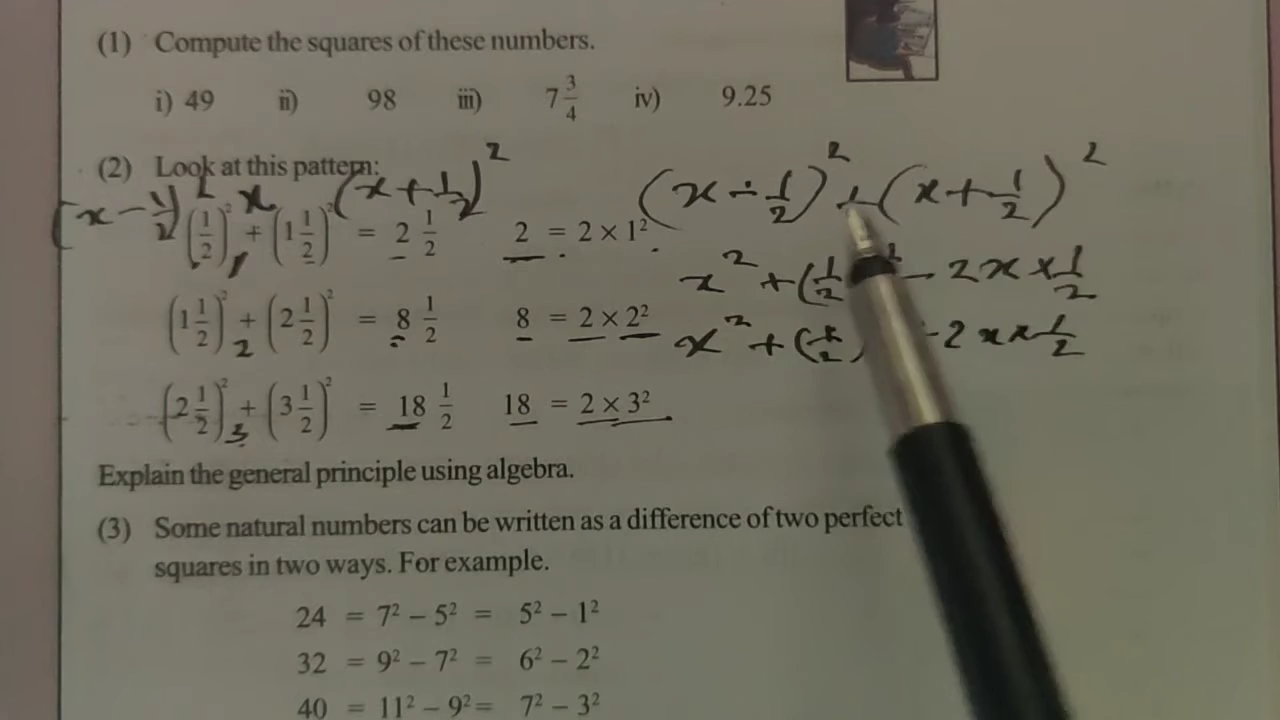 (1) Compute the squares of these numbers.
i) 49 ii) 98 iii) 7 3/4 iv) 9.25
(2) Look at this pattern:
(x - 1/2)² x (x + 1/2)² (x - 1/2)² + (x + 1/2)²
(1/2)² + (1 1/2)² = 2 1/2 2 = 2 × 1²
1
x² + (1/2)² - 2x × 1/2
(1 1/2)² + (2 1/2)² = 8 1/2 8 = 2 × 2²
2
x² + (1/2) 2x × 1/2
(2 1/2)² + (3 1/2)² = 18 1/2 18 = 2 × 3²
3
Explain the general principle using algebra.
(3) Some natural numbers can be written as a difference of two perfect
squares in two ways. For example.
24 = 7² − 5² = 5² − 1²
32 = 9² − 7² = 6² − 2²
40 = 11² − 9² = 7² − 3²